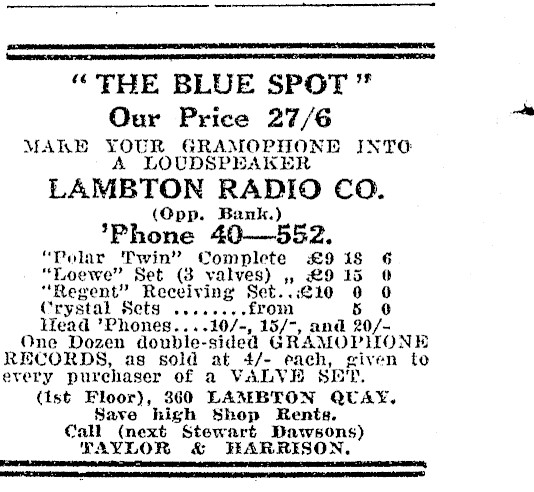 "THE BLUE SPOT"
Our Price 27/6
MAKE YOUR GRAMOPHONE INTO
A LOUDSPEAKER
LAMBTON RADIO CO.
(Opp. Bank.)
'Phone 40—552.
"Polar Twin" Complete £9 18 6
"Loewe" Set (3 valves) „ £9 15 0
"Regent" Receiving Set..£10 0 0
Crystal Sets ........from 5 0
Head 'Phones....10/-, 15/-, and 20/-
One Dozen double-sided GRAMOPHONE
RECORDS, as sold at 4/- each, given to
every purchaser of a VALVE SET.
(1st Floor), 360 LAMBTON QUAY.
Save high Shop Rents.
Call (next Stewart Dawsons)
TAYLOR & HARRISON.